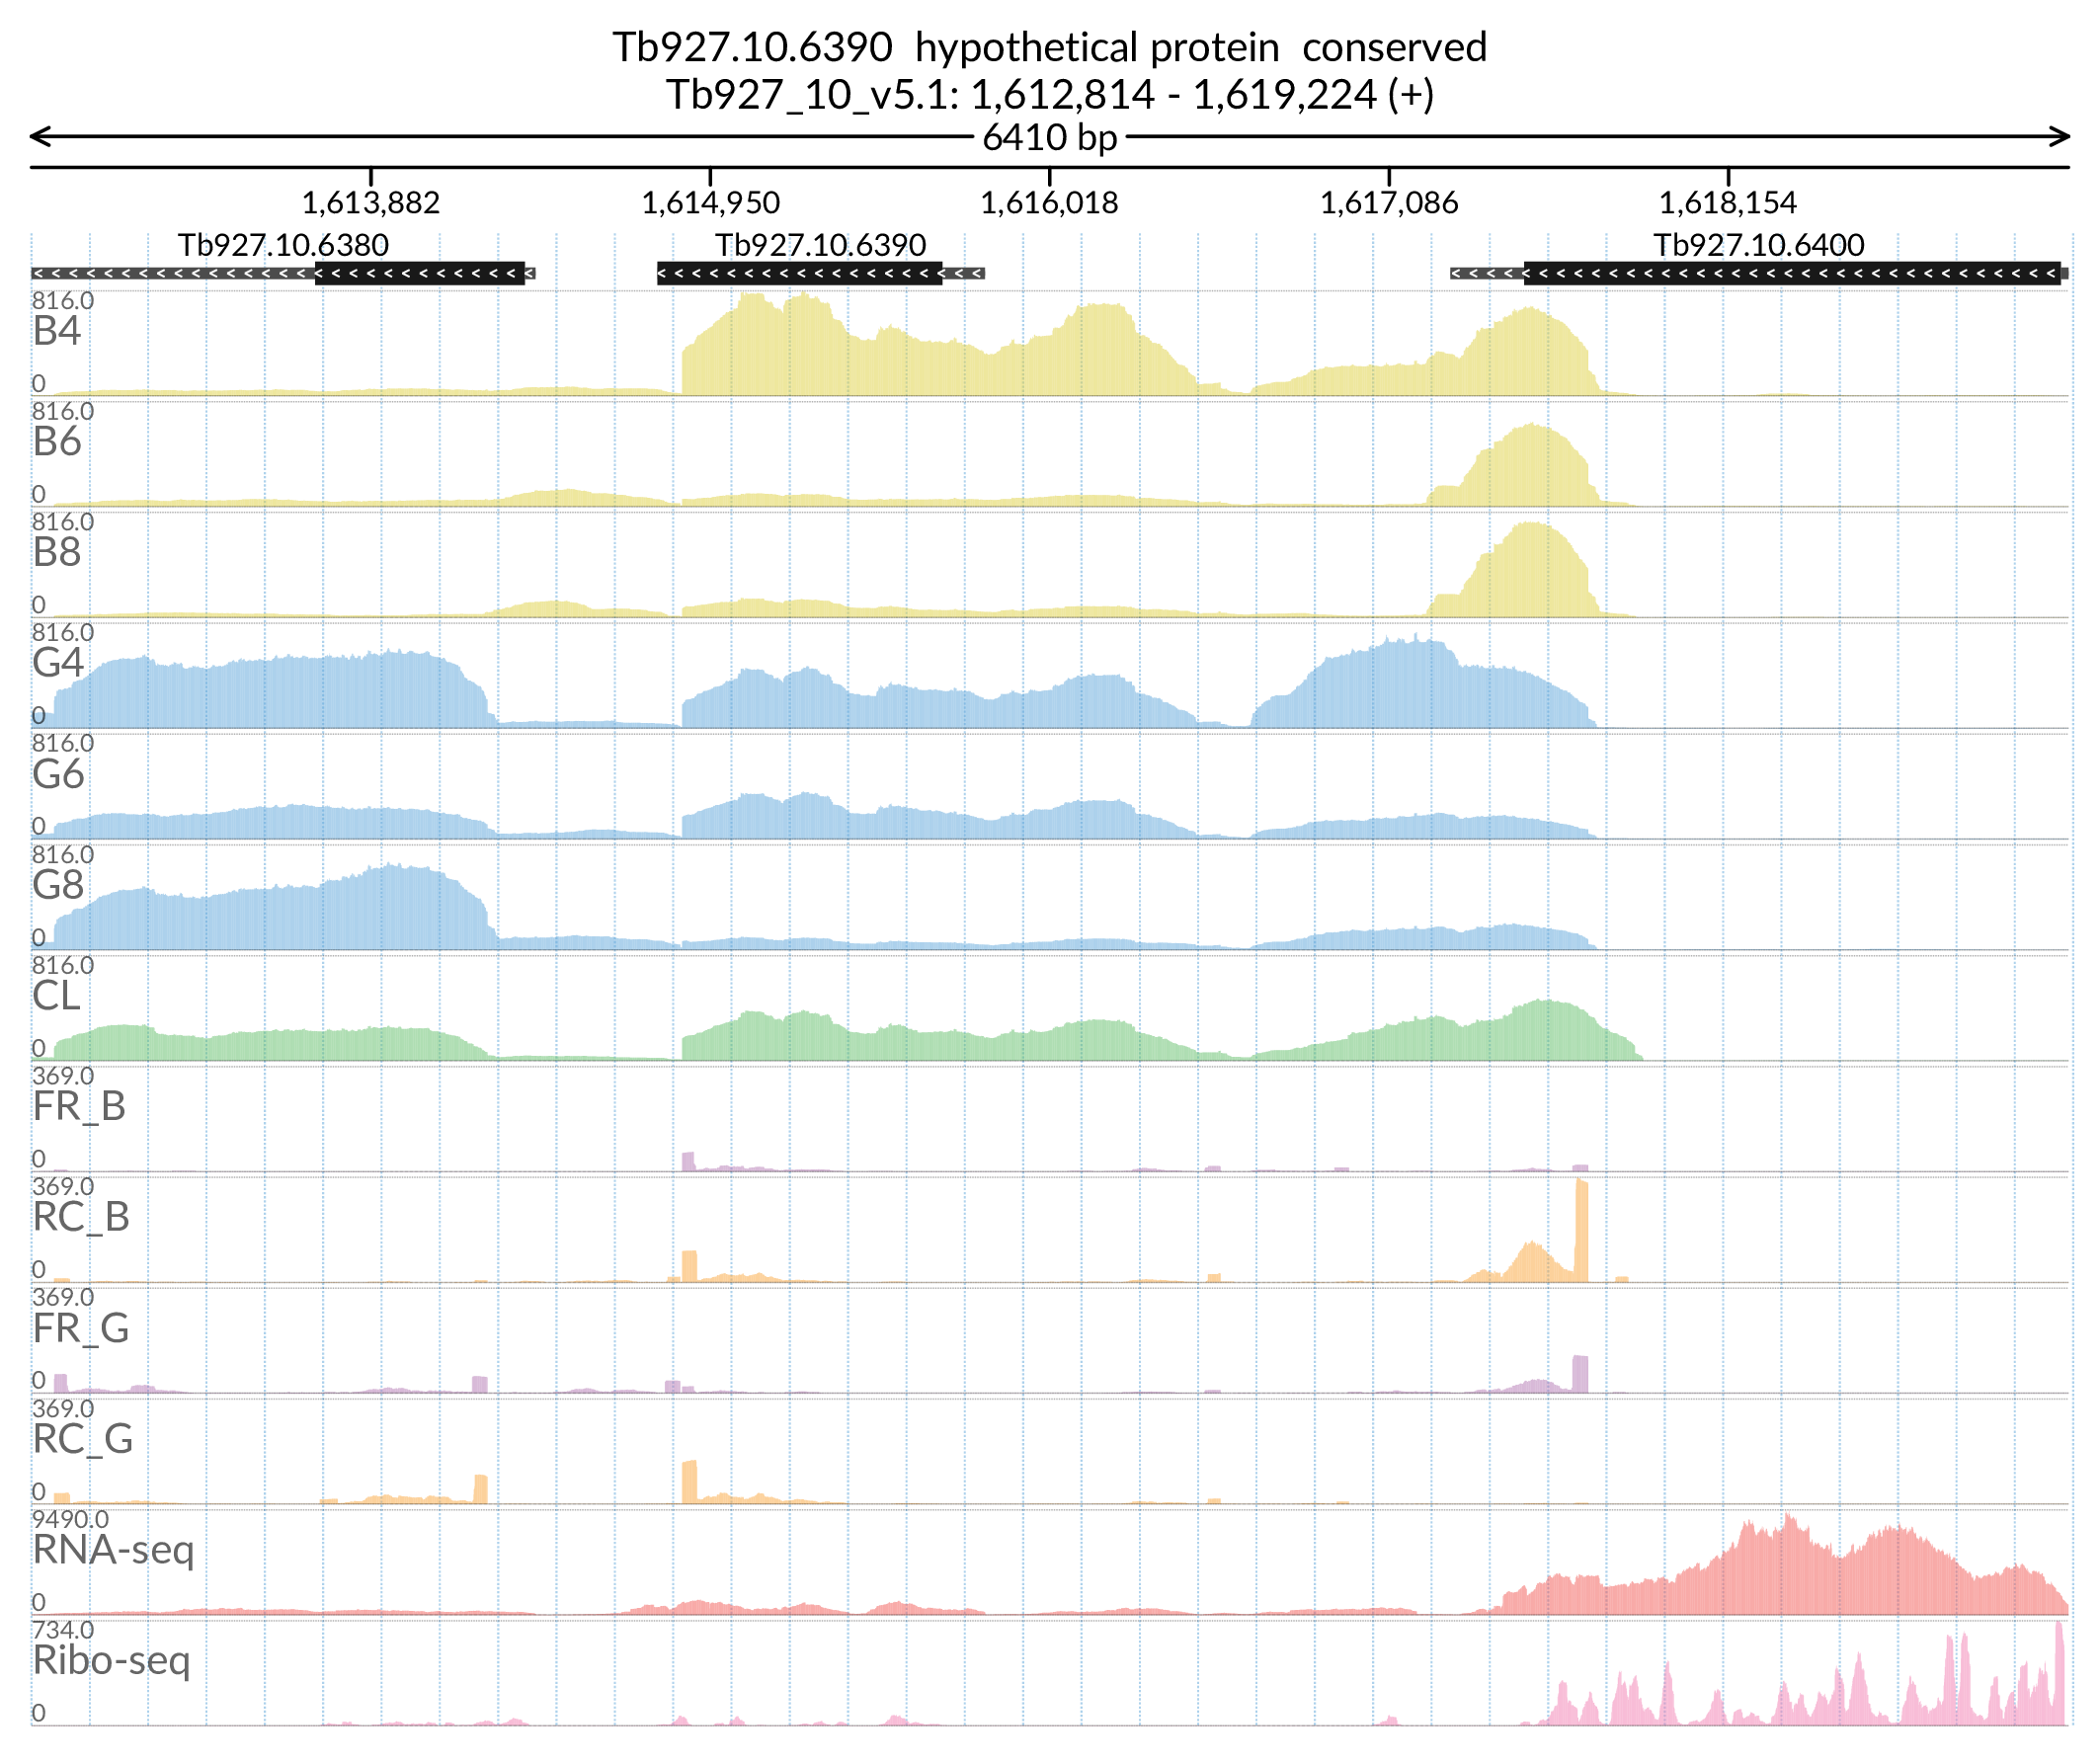 Tb927.10.6390 hypothetical protein conserved
Tb927_10_v5.1: 1,612,814 - 1,619,224 (+)
6410 bp
1,613,882 1,614,950 1,616,018 1,617,086 1,618,154
Tb927.10.6380 Tb927.10.6390 Tb927.10.6400
816.0
B4
0
816.0
B6
0
816.0
B8
0
816.0
G4
0
816.0
G6
0
816.0
G8
0
816.0
CL
0
369.0
FR_B
0
369.0
RC_B
0
369.0
FR_G
0
369.0
RC_G
0
9490.0
RNA-seq
0
734.0
Ribo-seq
0